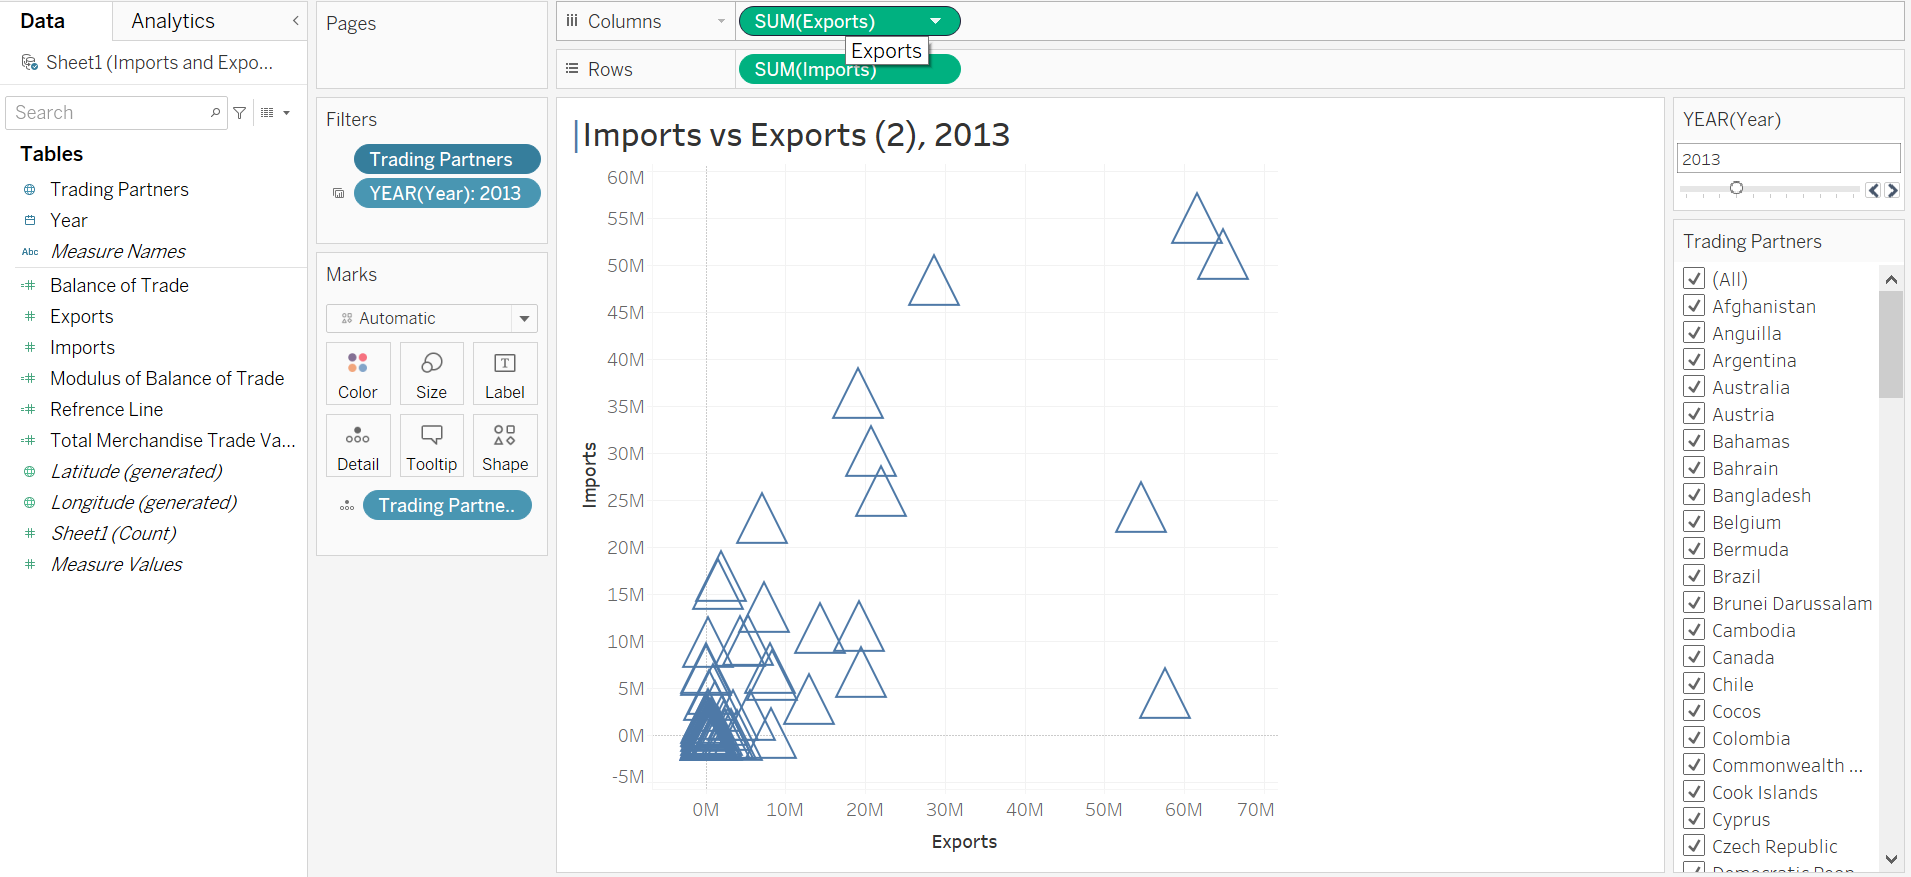 Data
Analytics
Sheet1 (Imports and Expo...
Search
Tables
Trading Partners
Year
Abc
Measure Names
Balance of Trade
Exports
Imports
Modulus of Balance of Trade
Refrence Line
Total Merchandise Trade Va...
Latitude (generated)
Longitude (generated)
Sheet1 (Count)
Measure Values
Pages
Filters
Trading Partners
YEAR(Year): 2013
Marks
Automatic
Color Size Label
Detail Tooltip Shape
Trading Partne..
Columns SUM(Exports)
Exports
Rows SUM(Imports)
Imports vs Exports (2), 2013
60M
55M
50M
45M
40M
35M
30M
25M
20M
15M
10M
5M
0M
-5M
Imports
0M 10M 20M 30M 40M 50M 60M 70M
Exports
YEAR(Year)
2013
Trading Partners
(All)
Afghanistan
Anguilla
Argentina
Australia
Austria
Bahamas
Bahrain
Bangladesh
Belgium
Bermuda
Brazil
Brunei Darussalam
Cambodia
Canada
Chile
Cocos
Colombia
Commonwealth ...
Cook Islands
Cyprus
Czech Republic